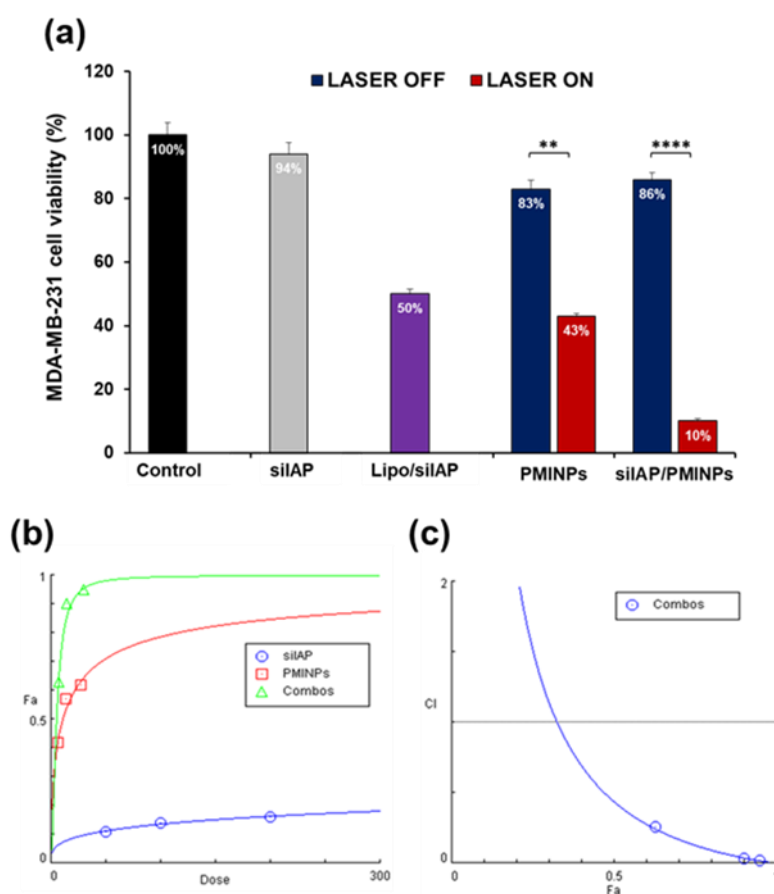 (a)
MDA-MB-231 cell viability (%)
120
100
80
60
40
20
0
LASER OFF
LASER ON
100%
94%
50%
83%
43%
86%
10%
**
****
Control
siIAP
Lipo/siIAP
PMINPs
siIAP/PMINPs
(b)
1
Fa
0.5
0
0
Dose
300
siIAP
PMINPs
Combos
(c)
2
CI
0
0
0.5
Fa
Combos